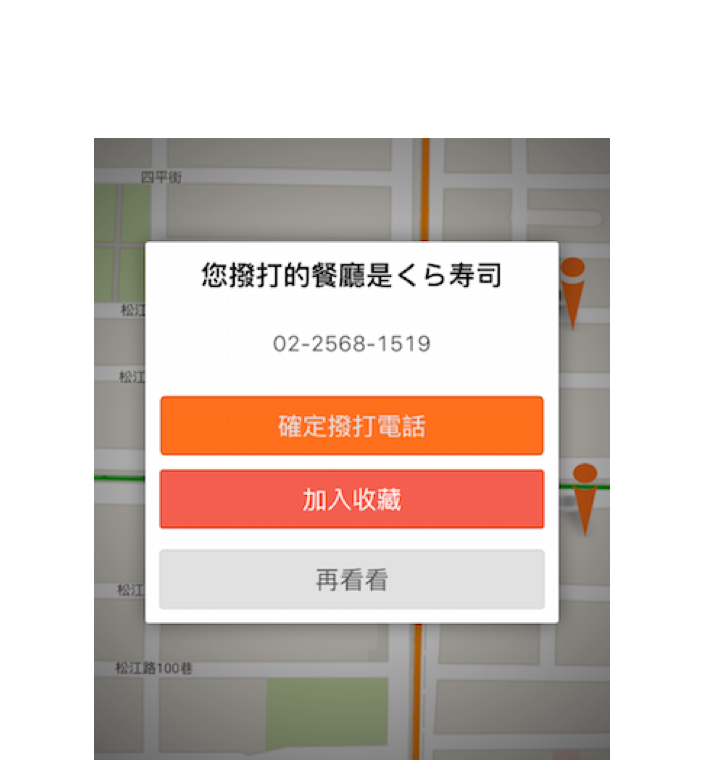 四平街
您撥打的餐廳是くら寿司
松江
02-2568-1519
松江
確定撥打電話
加入收藏
再看看
松江
松江路100巷